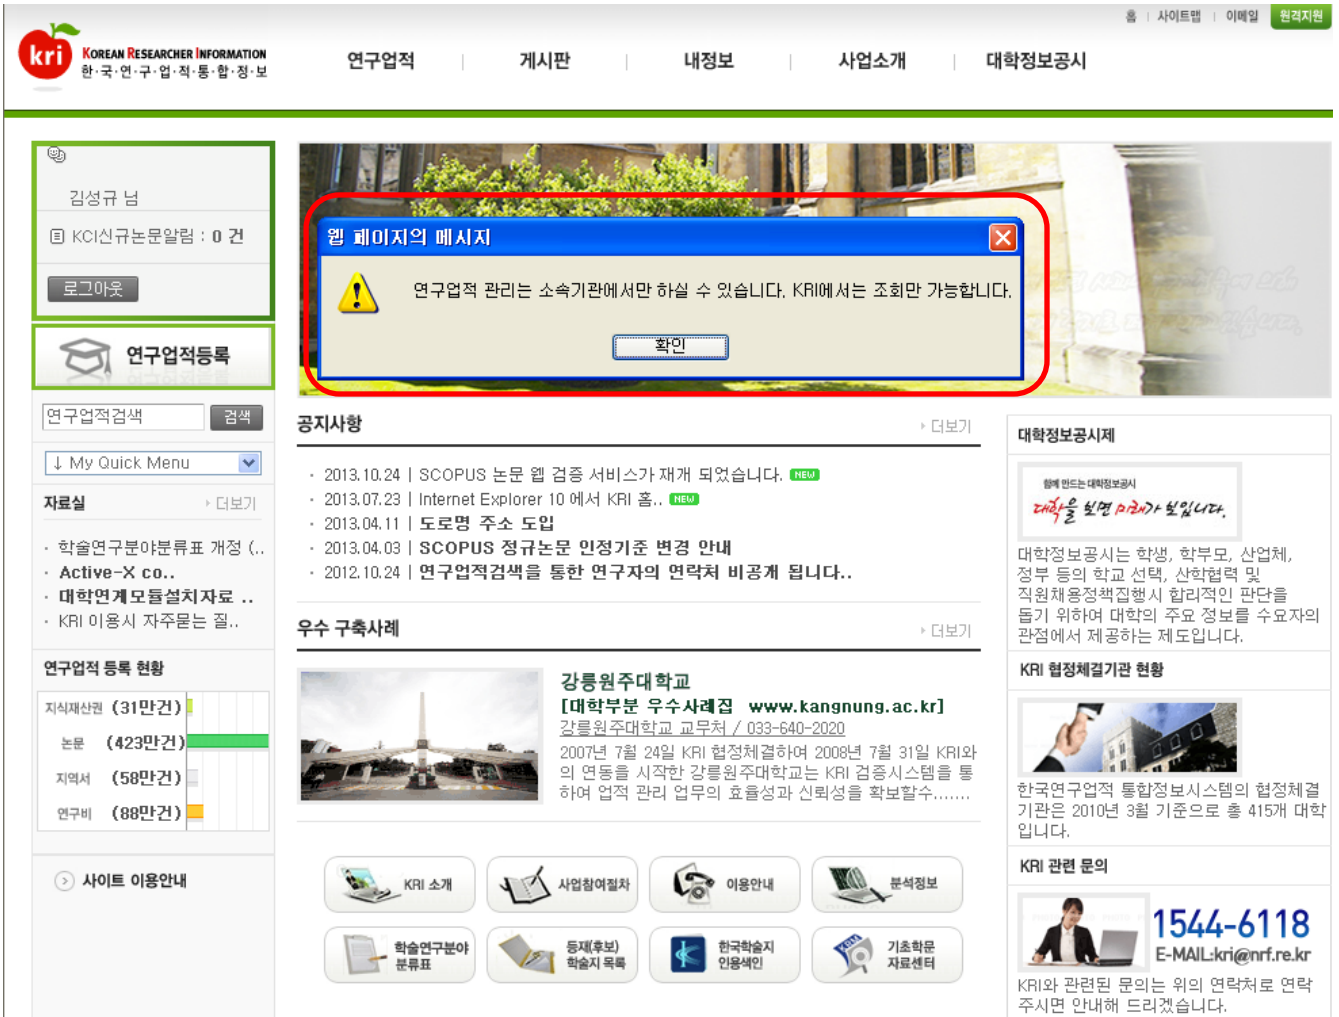 홈 | 사이트맵 | 이메일 원격지원
kri KOREAN RESEARCHER INFORMATION
한·국·연·구·업·적·통·합·정·보
연구업적 | 게시판 | 내정보 | 사업소개 | 대학정보공시
김성규 님
KCI신규논문알림 : 0 건
로그아웃
연구업적등록
연구업적검색 검색
↓ My Quick Menu
자료실 더보기
· 학술연구분야분류표 개정 (..
· Active-X co..
· 대학연계모듈설치자료 ..
· KRI 이용시 자주묻는 질..
연구업적 등록 현황
지식재산권 (31만건)
논문 (423만건)
지역서 (58만건)
연구비 (88만건)
사이트 이용안내
웹 페이지의 메시지
연구업적 관리는 소속기관에서만 하실 수 있습니다. KRI에서는 조회만 가능합니다.
확인
공지사항 더보기
· 2013.10.24 | SCOPUS 논문 웹 검증 서비스가 재개 되었습니다. NEW
· 2013.07.23 | Internet Explorer 10 에서 KRI 홈.. NEW
· 2013.04.11 | 도로명 주소 도입
· 2013.04.03 | SCOPUS 정규논문 인정기준 변경 안내
· 2012.10.24 | 연구업적검색을 통한 연구자의 연락처 비공개 됩니다..
우수 구축사례 더보기
강릉원주대학교
[대학부분 우수사례집 www.kangnung.ac.kr]
강릉원주대학교 교무처 / 033-640-2020
2007년 7월 24일 KRI 협정체결하여 2008년 7월 31일 KRI와
의 연동을 시작한 강릉원주대학교는 KRI 검증시스템을 통
하여 업적 관리 업무의 효율성과 신뢰성을 확보할수.......
KRI 소개
사업참여절차
이용안내
분석정보
학술연구분야
분류표
등재(후보)
학술지 목록
한국학술지
인용색인
기초학문
자료센터
대학정보공시제
함께 만드는 대학정보공시
대학을 보면 미래가 보입니다.
대학정보공시는 학생, 학부모, 산업체,
정부 등의 학교 선택, 산학협력 및
직원채용정책집행시 합리적인 판단을
돕기 위하여 대학의 주요 정보를 수요자의
관점에서 제공하는 제도입니다.
KRI 협정체결기관 현황
한국연구업적 통합정보시스템의 협정체결
기관은 2010년 3월 기준으로 총 415개 대학
입니다.
KRI 관련 문의
1544-6118
E-MAIL:kri@nrf.re.kr
KRI와 관련된 문의는 위의 연락처로 연락
주시면 안내해 드리겠습니다.